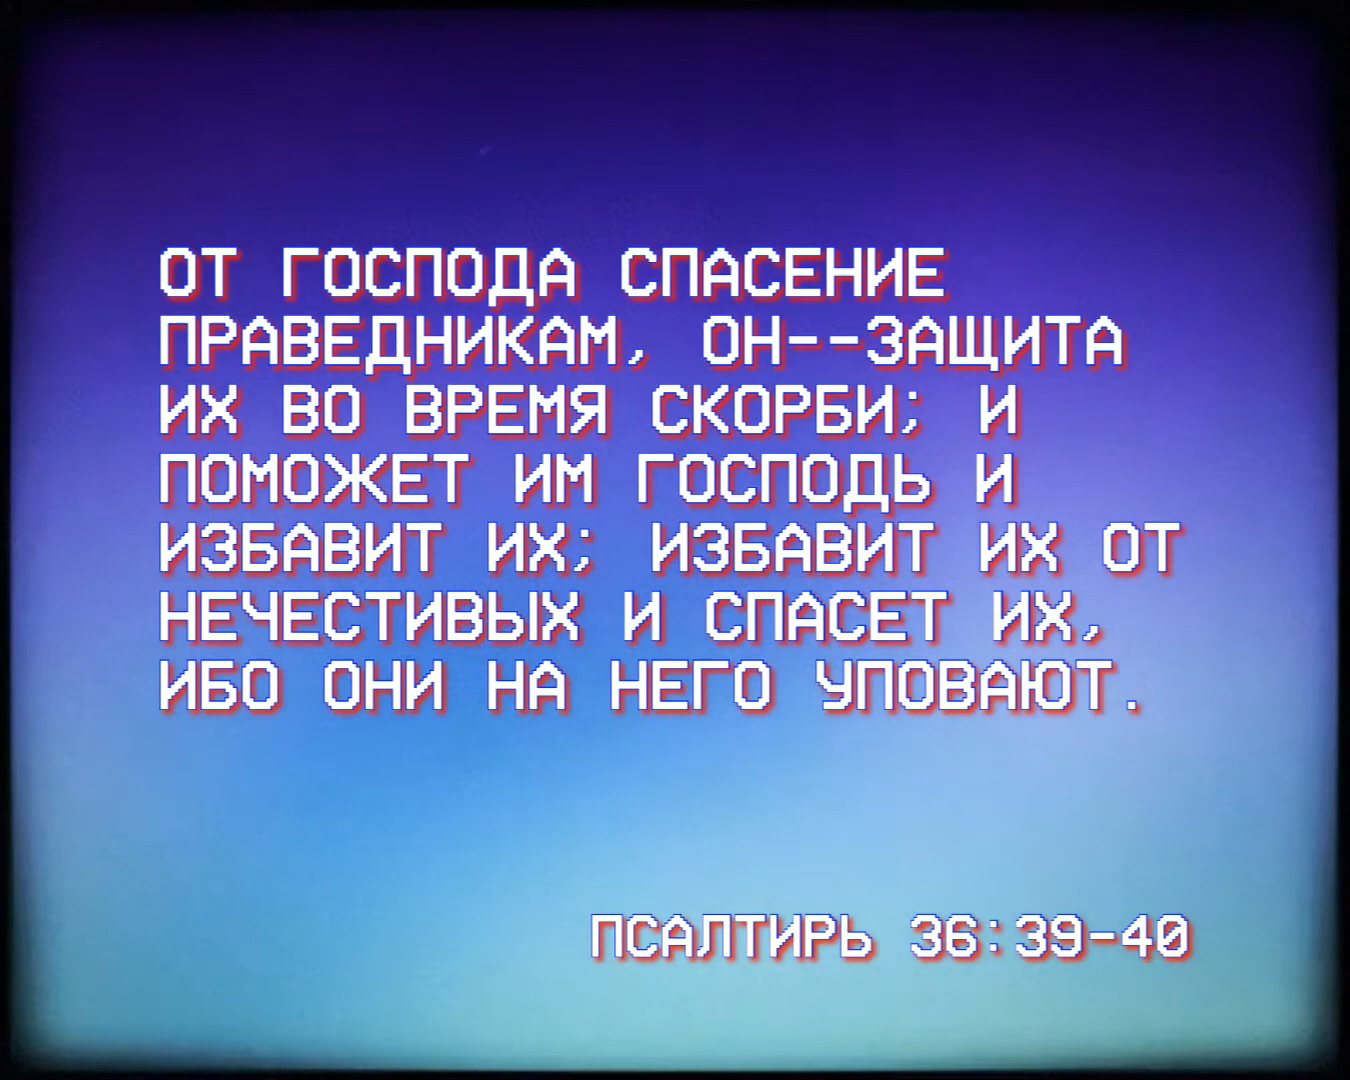 ОТ ГОСПОДА СПАСЕНИЕ
ПРАВЕДНИКАМ, ОН--ЗАЩИТА
ИХ ВО ВРЕМЯ СКОРБИ; И
ПОМОЖЕТ ИМ ГОСПОДЬ И
ИЗБАВИТ ИХ; ИЗБАВИТ ИХ ОТ
НЕЧЕСТИВЫХ И СПАСЕТ ИХ,
ИБО ОНИ НА НЕГО УПОВАЮТ.
ПСАЛТИРЬ 36:39-40